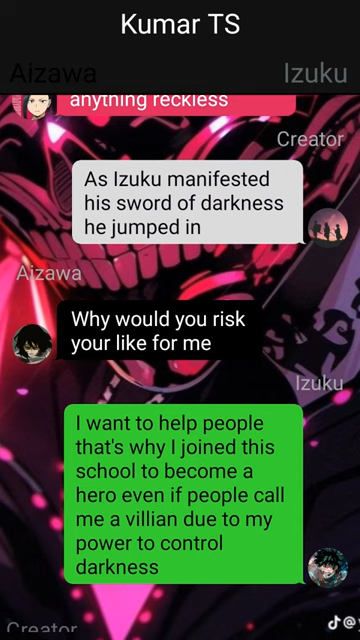 Kumar TS
Aizawa
Izuku
anything reckless
Creator
As Izuku manifested
his sword of darkness
he jumped in
Aizawa
Why would you risk
your like for me
Izuku
I want to help people
that's why I joined this
school to become a
hero even if people call
me a villian due to my
power to control
darkness
Creator
@